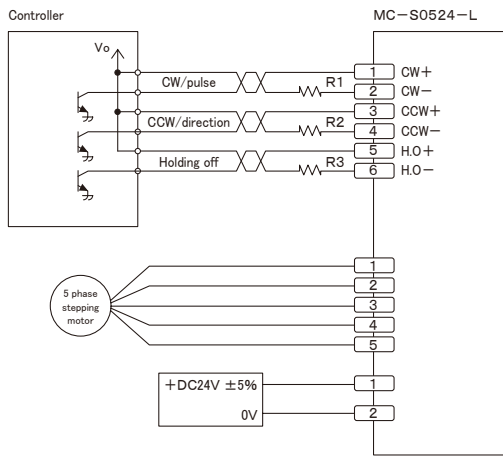 Controller
MC-S0524-L
Vo
CW/pulse
R1
1 CW+
2 CW-
CCW/direction
R2
3 CCW+
4 CCW-
Holding off
R3
5 H.O+
6 H.O-
5 phase
stepping
motor
1
2
3
4
5
+DC24V ±5%
1
0V
2